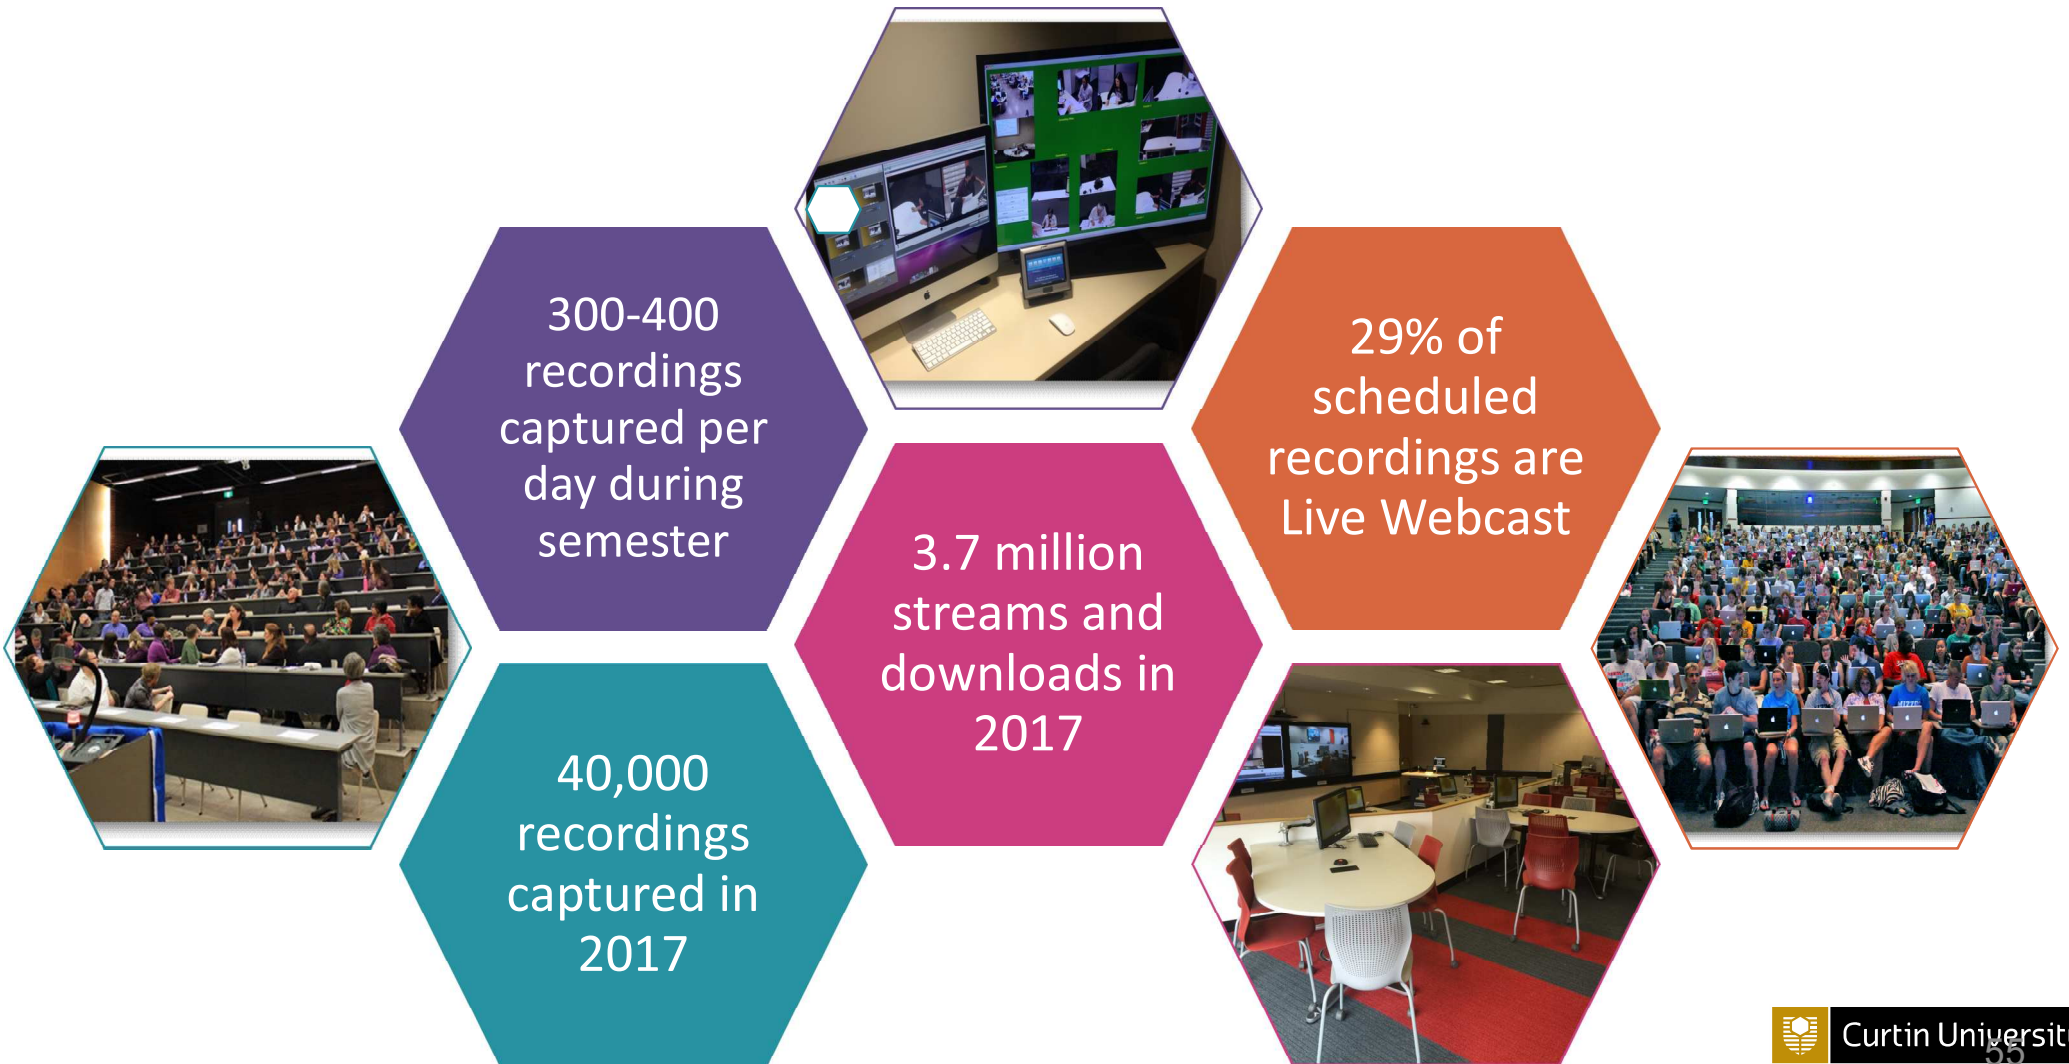 300-400
recordings
captured per
day during
semester
29% of
scheduled
recordings are
Live Webcast
3.7 million
streams and
downloads in
2017
40,000
recordings
captured in
2017
Curtin Universit
55